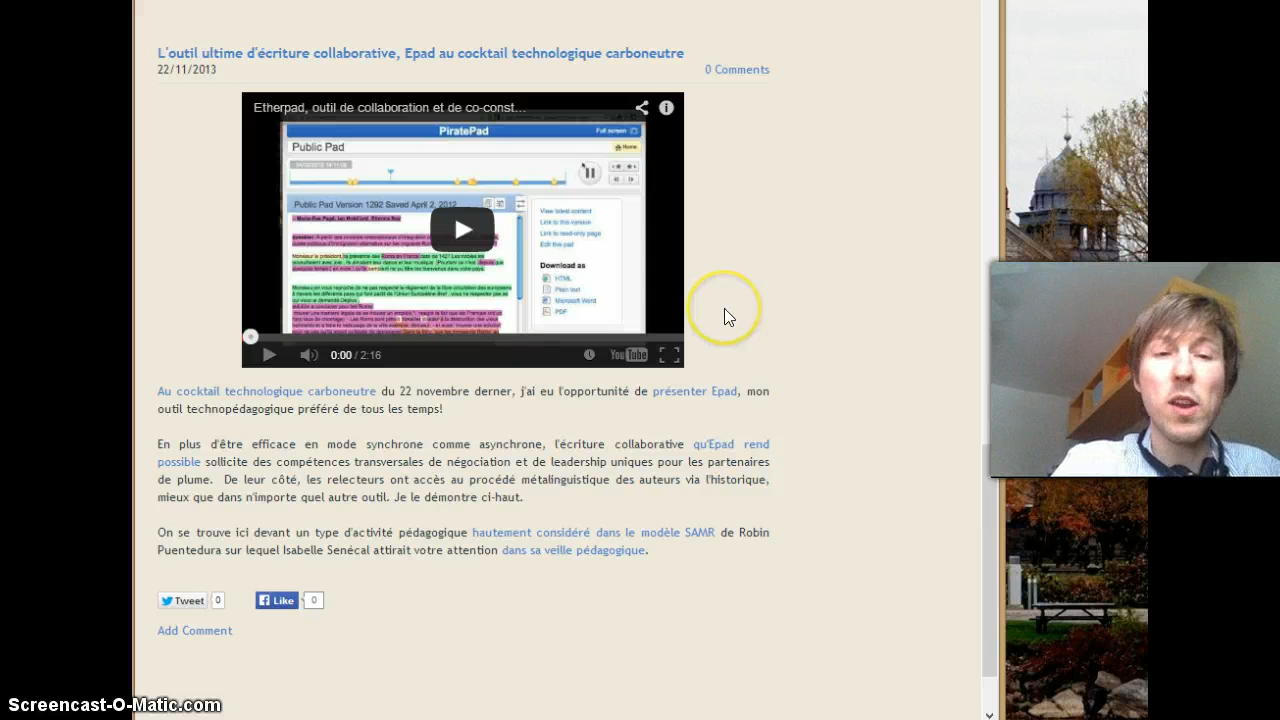 L'outil ultime d'écriture collaborative, Epad au cocktail technologique carboneutre
22/11/2013
0 Comments
Etherpad, outil de collaboration et de co-const...
PiratePad
Full screen
Public Pad
Home
Public Pad Version 1292 Saved April 2, 2012
View latest content
Link to this version
Link to read-only page
Edit this pad
Download as
HTML
Plain text
Microsoft Word
PDF
0:00 / 2:16
YouTube
Au cocktail technologique carboneutre du 22 novembre derner, j'ai eu l'opportunité de présenter Epad, mon
outil technopédagogique préféré de tous les temps!
En plus d'être efficace en mode synchrone comme asynchrone, l'écriture collaborative qu'Epad rend
possible sollicite des compétences transversales de négociation et de leadership uniques pour les partenaires
de plume. De leur côté, les relecteurs ont accès au procédé métalinguistique des auteurs via l'historique,
mieux que dans n'importe quel autre outil. Je le démontre ci-haut.
On se trouve ici devant un type d'activité pédagogique hautement considéré dans le modèle SAMR de Robin
Puentedura sur lequel Isabelle Senécal attirait votre attention dans sa veille pédagogique.
Tweet 0
Like 0
Add Comment
Screencast-O-Matic.com